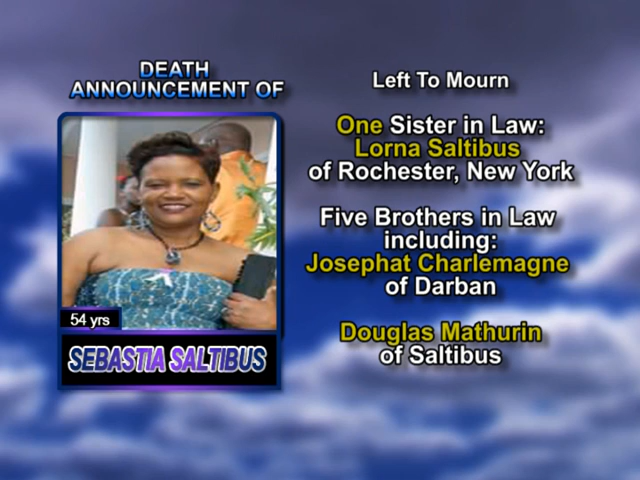 DEATH
ANNOUNCEMENT OF
54 yrs
SEBASTIA SALTIBUS
Left To Mourn
One Sister in Law:
Lorna Saltibus
of Rochester, New York
Five Brothers in Law
including:
Josephat Charlemagne
of Darban
Douglas Mathurin
of Saltibus